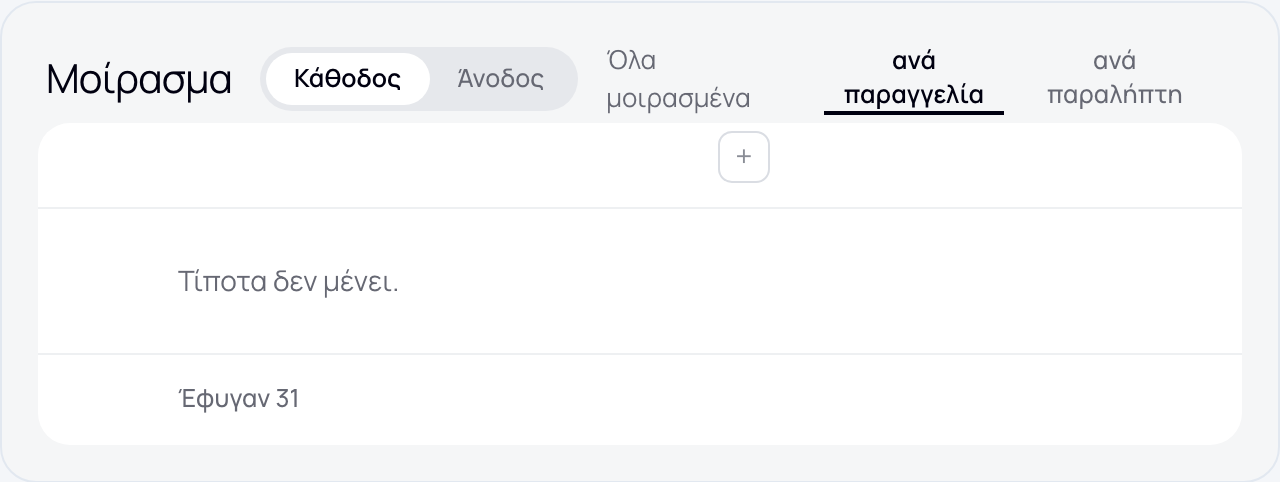 Μοίρασμα
Κάθοδος
Άνοδος
Όλα
μοιρασμένα
ανά
παραγγελία
ανά
παραλήπτη
+
Τίποτα δεν μένει.
Έφυγαν 31